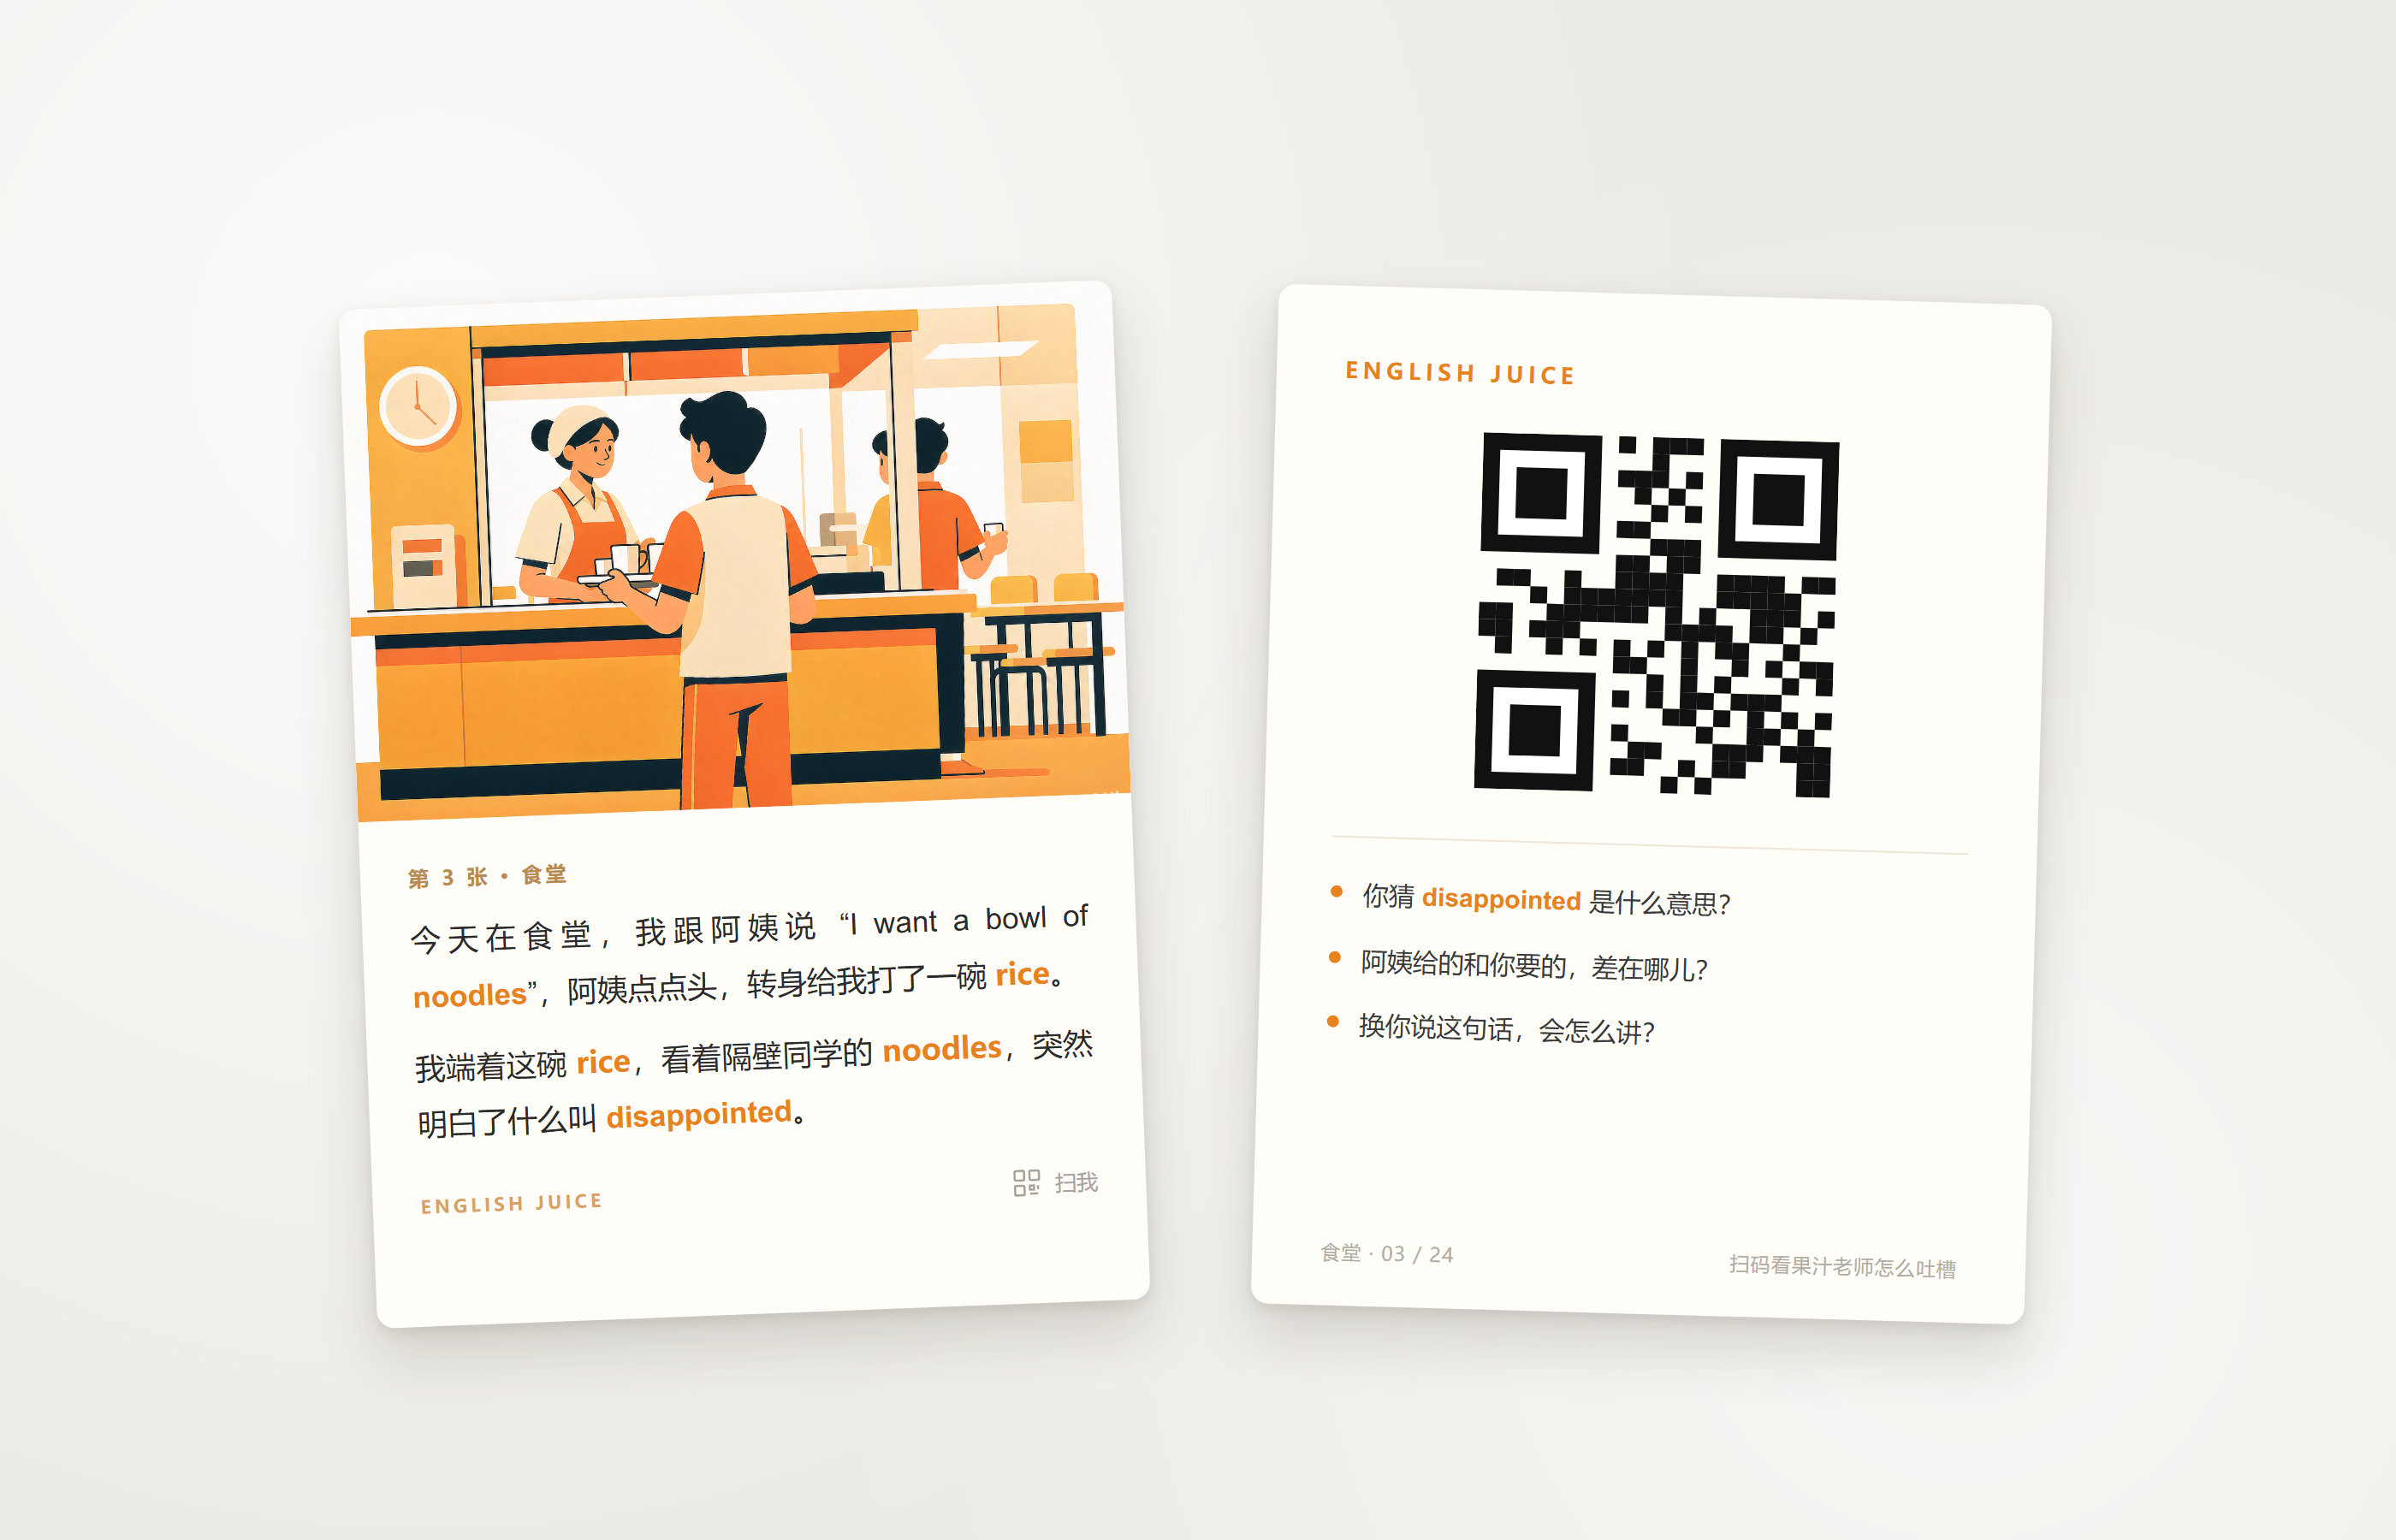 第 3 张 · 食堂
今天在食堂，我跟阿姨说 “I want a bowl of
noodles”，阿姨点点头，转身给我打了一碗 rice。
我端着这碗 rice，看着隔壁同学的 noodles，突然
明白了什么叫 disappointed。
ENGLISH JUICE
扫我
ENGLISH JUICE
你猜 disappointed 是什么意思？
阿姨给的和你要的，差在哪儿？
换你说这句话，会怎么讲？
食堂 · 03 / 24
扫码看果汁老师怎么吐槽